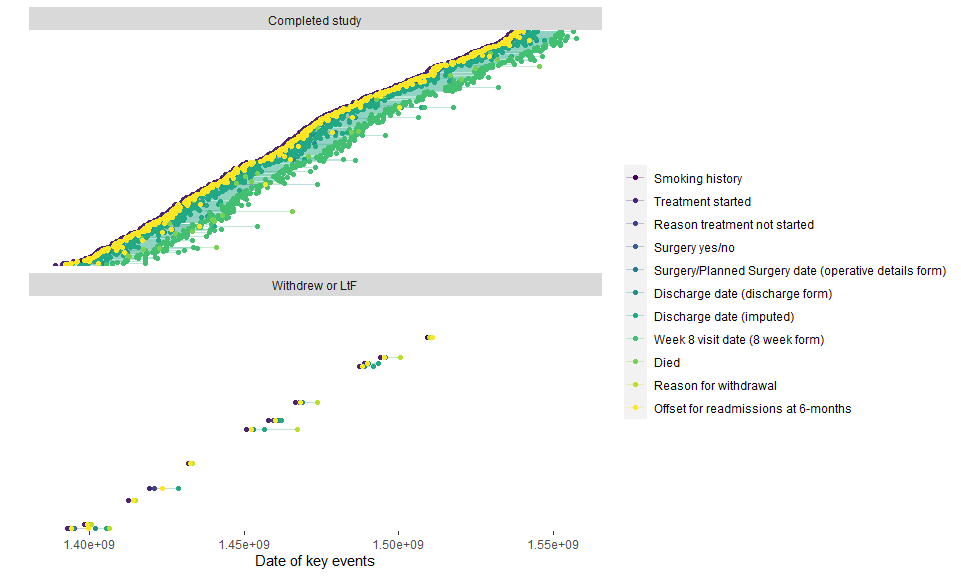 Completed study
Withdrew or LtF
1.40e+09
1.45e+09
1.50e+09
1.55e+09
Date of key events
Smoking history
Treatment started
Reason treatment not started
Surgery yes/no
Surgery/Planned Surgery date (operative details form)
Discharge date (discharge form)
Discharge date (imputed)
Week 8 visit date (8 week form)
Died
Reason for withdrawal
Offset for readmissions at 6-months